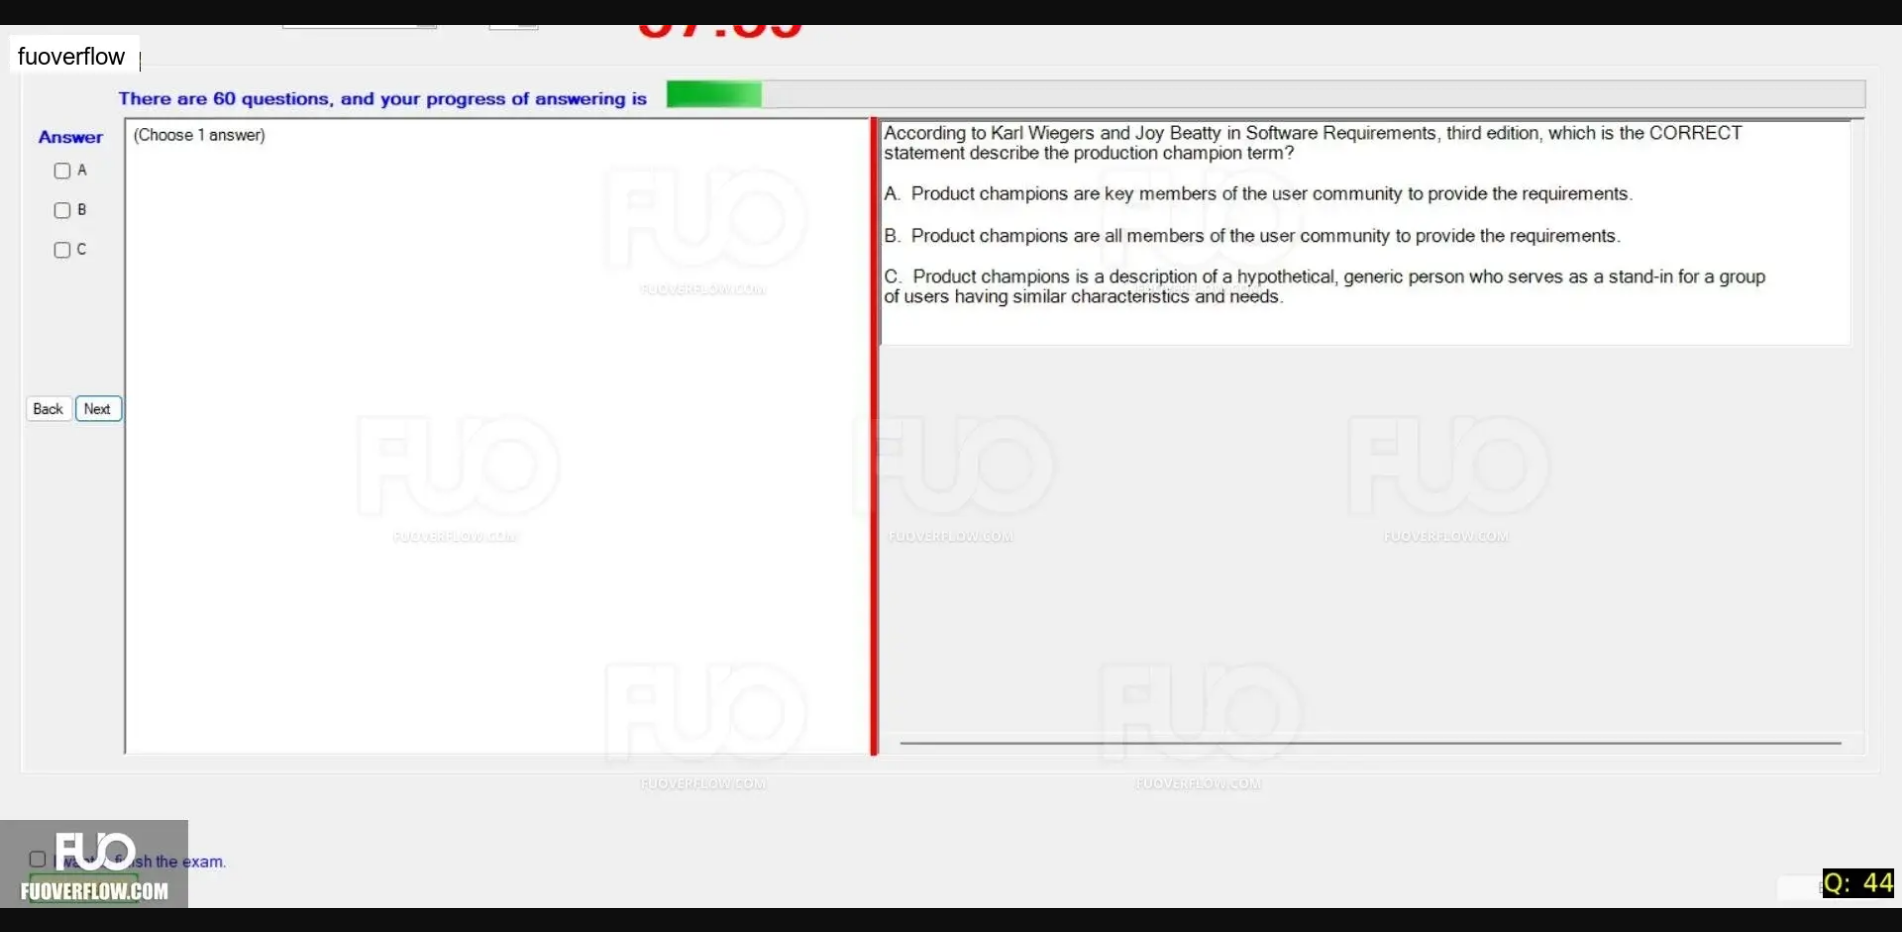 fuoverflow
There are 60 questions, and your progress of answering is
Answer
(Choose 1 answer)
A
B
C
Back Next
According to Karl Wiegers and Joy Beatty in Software Requirements, third edition, which is the CORRECT
statement describe the production champion term?
A. Product champions are key members of the user community to provide the requirements.
B. Product champions are all members of the user community to provide the requirements.
C. Product champions is a description of a hypothetical, generic person who serves as a stand-in for a group
of users having similar characteristics and needs.
FUO
FUOVERFLOW.COM
FUO
FUOVERFLOW.COM
FUO
FUOVERFLOW.COM
FUO
FUOVERFLOW.COM
FUO
FUOVERFLOW.COM
FUO
FUOVERFLOW.COM
FUO
the exam.
FUOVERFLOW.COM
Q: 44